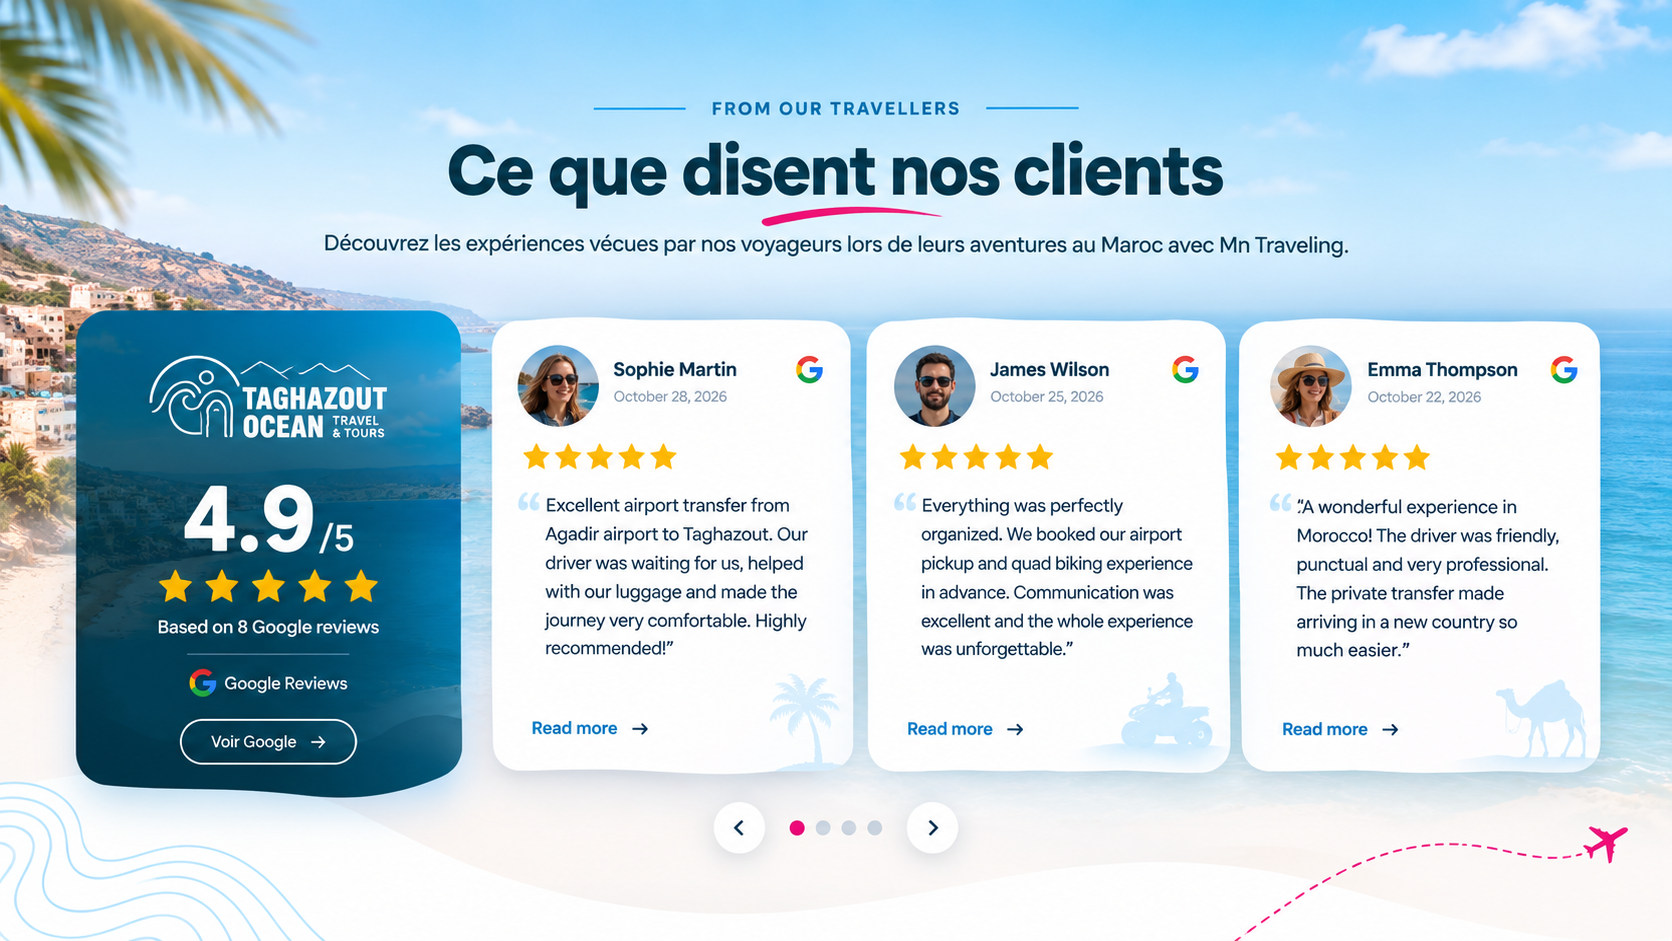 FROM OUR TRAVELLERS
Ce que disent nos clients
Découvrez les expériences vécues par nos voyageurs lors de leurs aventures au Maroc avec Mn Traveling.
TAGHAZOUT
OCEAN TRAVEL
& TOURS
4.9/5
Based on 8 Google reviews
Google Reviews
Voir Google →
Sophie Martin
October 28, 2026
“Excellent airport transfer from
Agadir airport to Taghazout. Our
driver was waiting for us, helped
with our luggage and made the
journey very comfortable. Highly
recommended!”
Read more →
James Wilson
October 25, 2026
“Everything was perfectly
organized. We booked our airport
pickup and quad biking experience
in advance. Communication was
excellent and the whole experience
was unforgettable.”
Read more →
Emma Thompson
October 22, 2026
“"A wonderful experience in
Morocco! The driver was friendly,
punctual and very professional.
The private transfer made
arriving in a new country so
much easier.”
Read more →